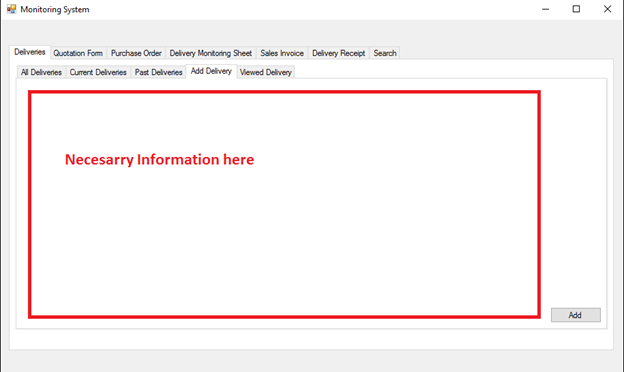 Monitoring System
Deliveries Quotation Form Purchase Order Delivery Monitoring Sheet Sales Invoice Delivery Receipt Search
All Deliveries Current Deliveries Past Deliveries Add Delivery Viewed Delivery
Necesarry Information here
Add